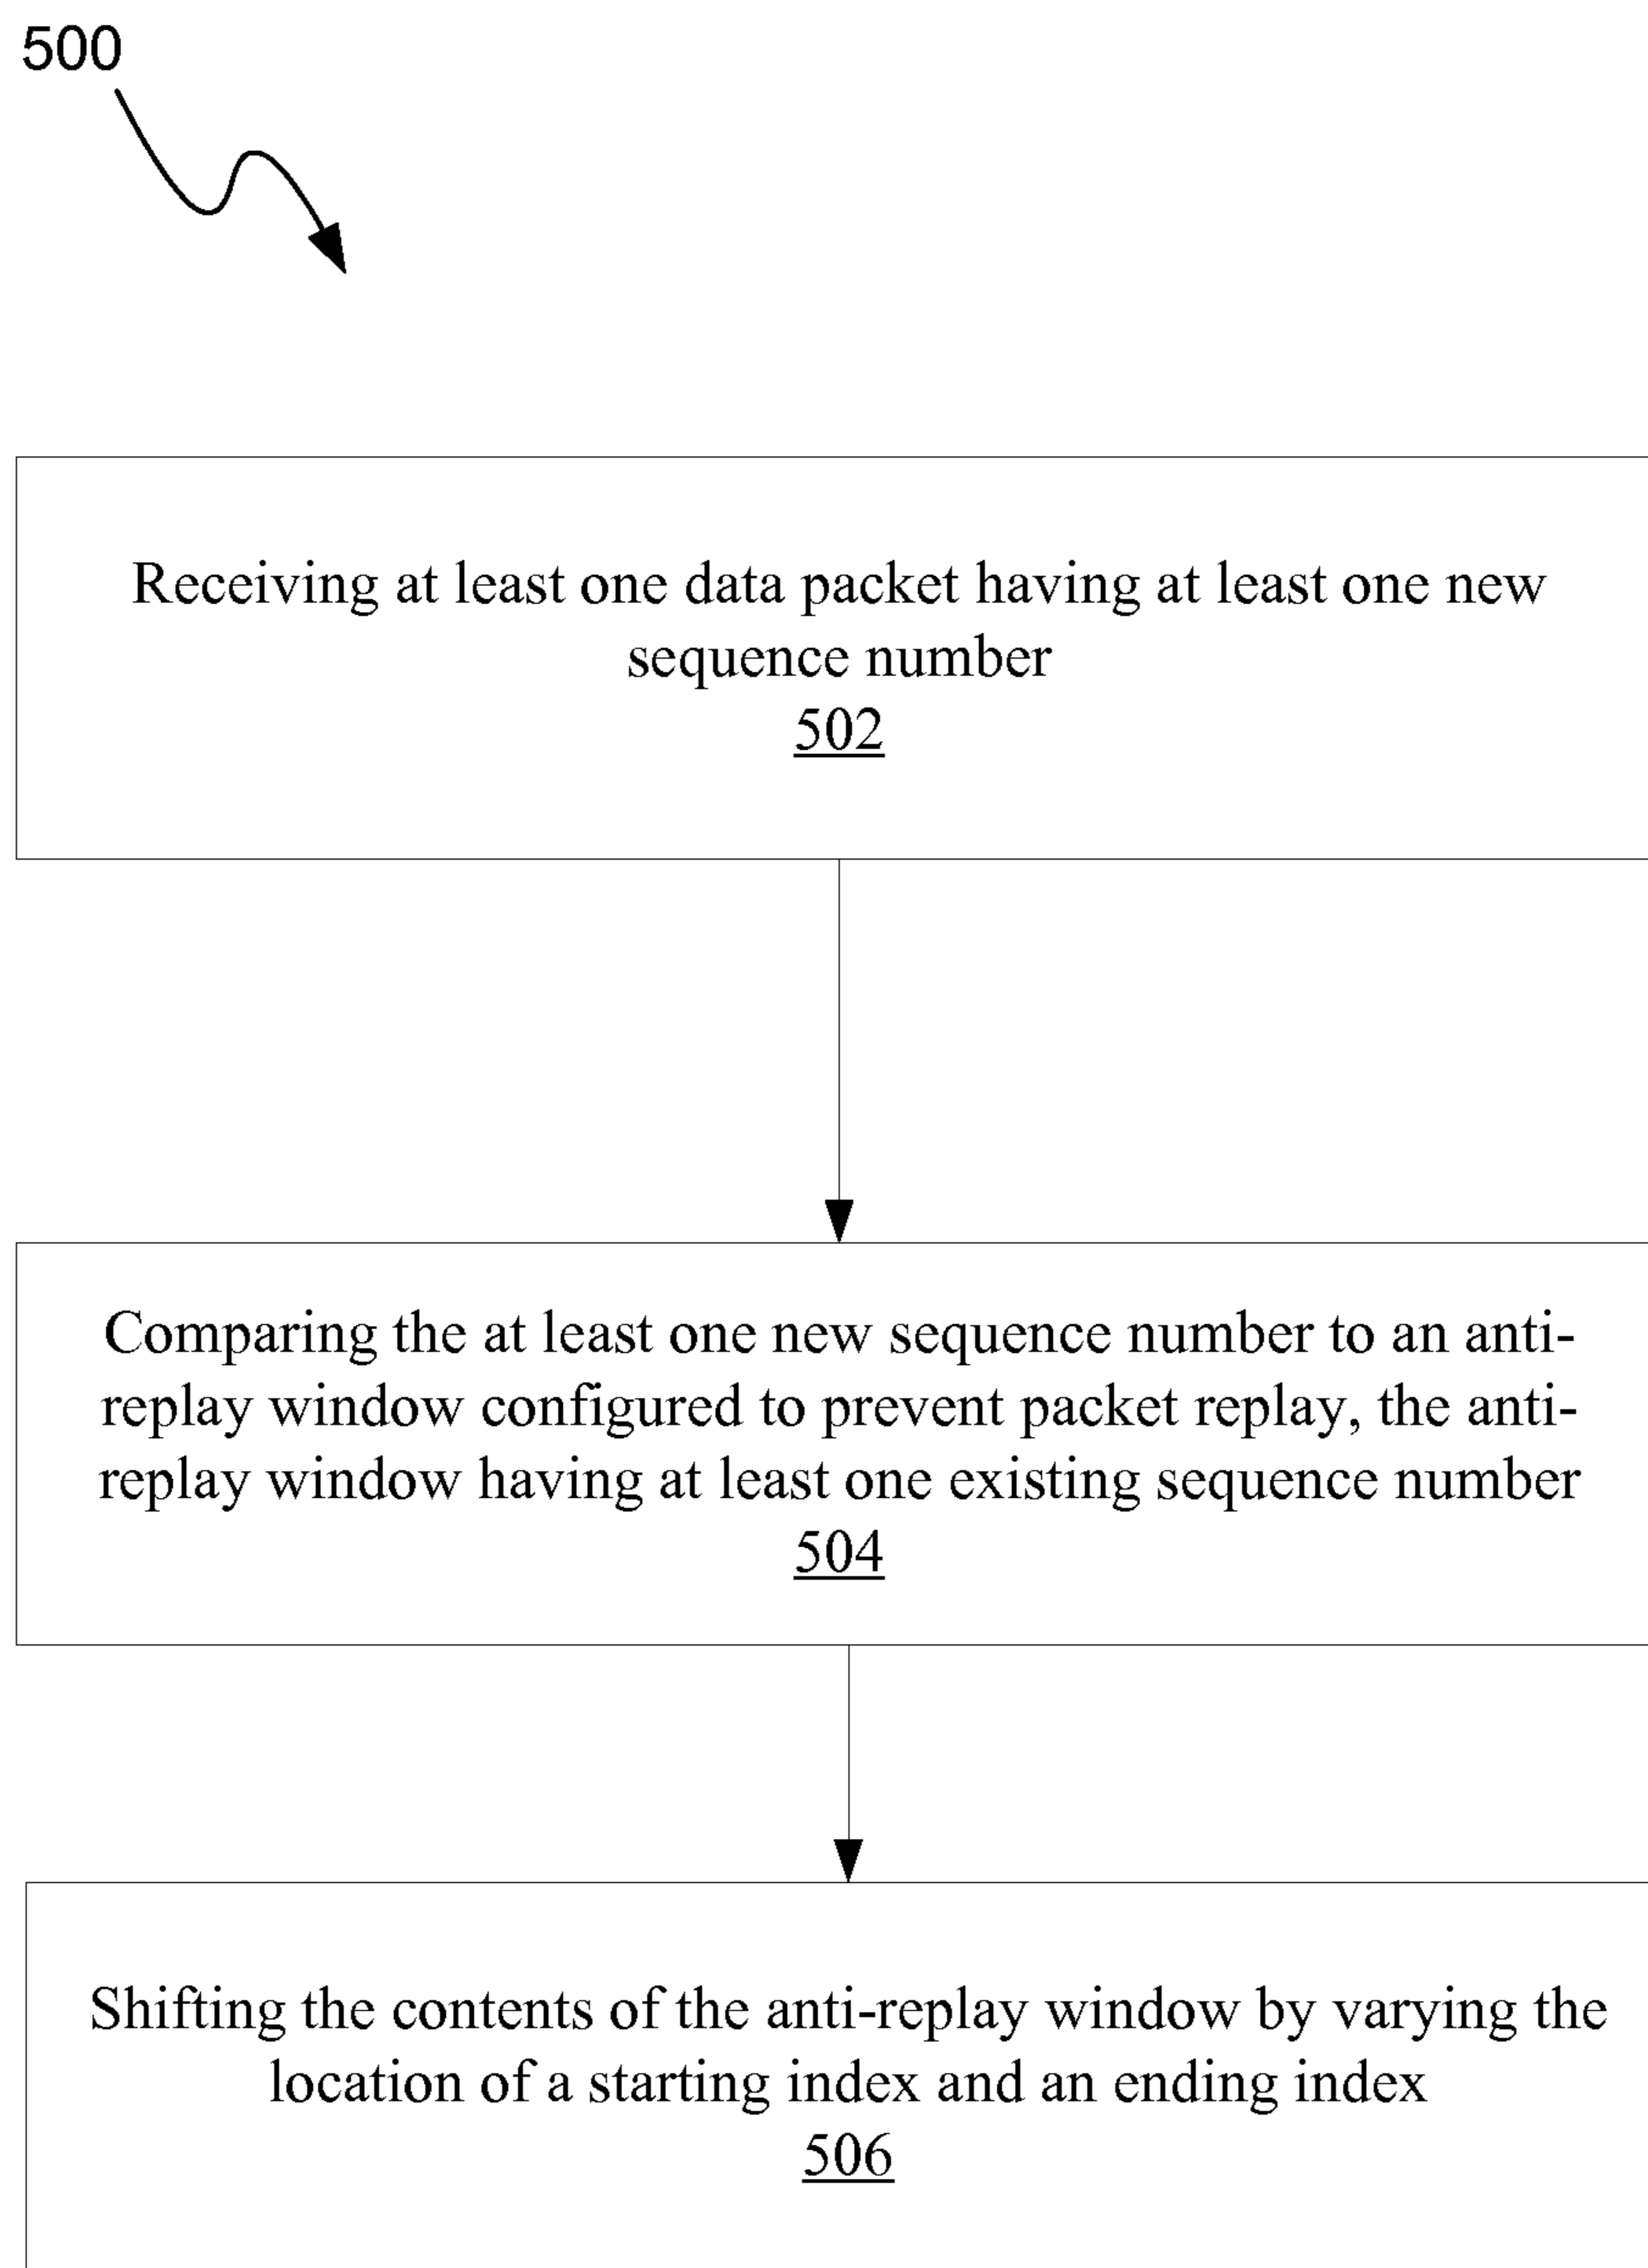 500
Receiving at least one data packet having at least one new
sequence number
502
Comparing the at least one new sequence number to an anti-
replay window configured to prevent packet replay, the anti-
replay window having at least one existing sequence number
504
Shifting the contents of the anti-replay window by varying the
location of a starting index and an ending index
506